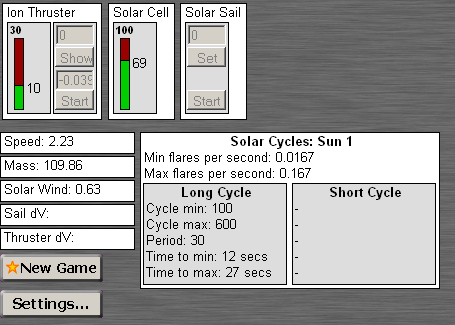 Ion Thruster
30
0
Show
10
-0.039
Start
Solar Cell
100
69
Solar Sail
0
Set
Start
Speed: 2.23
Mass: 109.86
Solar Wind: 0.63
Sail dV:
Thruster dV:
New Game
Settings...
Solar Cycles: Sun 1
Min flares per second: 0.0167
Max flares per second: 0.167
Long Cycle
Cycle min: 100
Cycle max: 600
Period: 30
Time to min: 12 secs
Time to max: 27 secs
Short Cycle
-
-
-
-
-